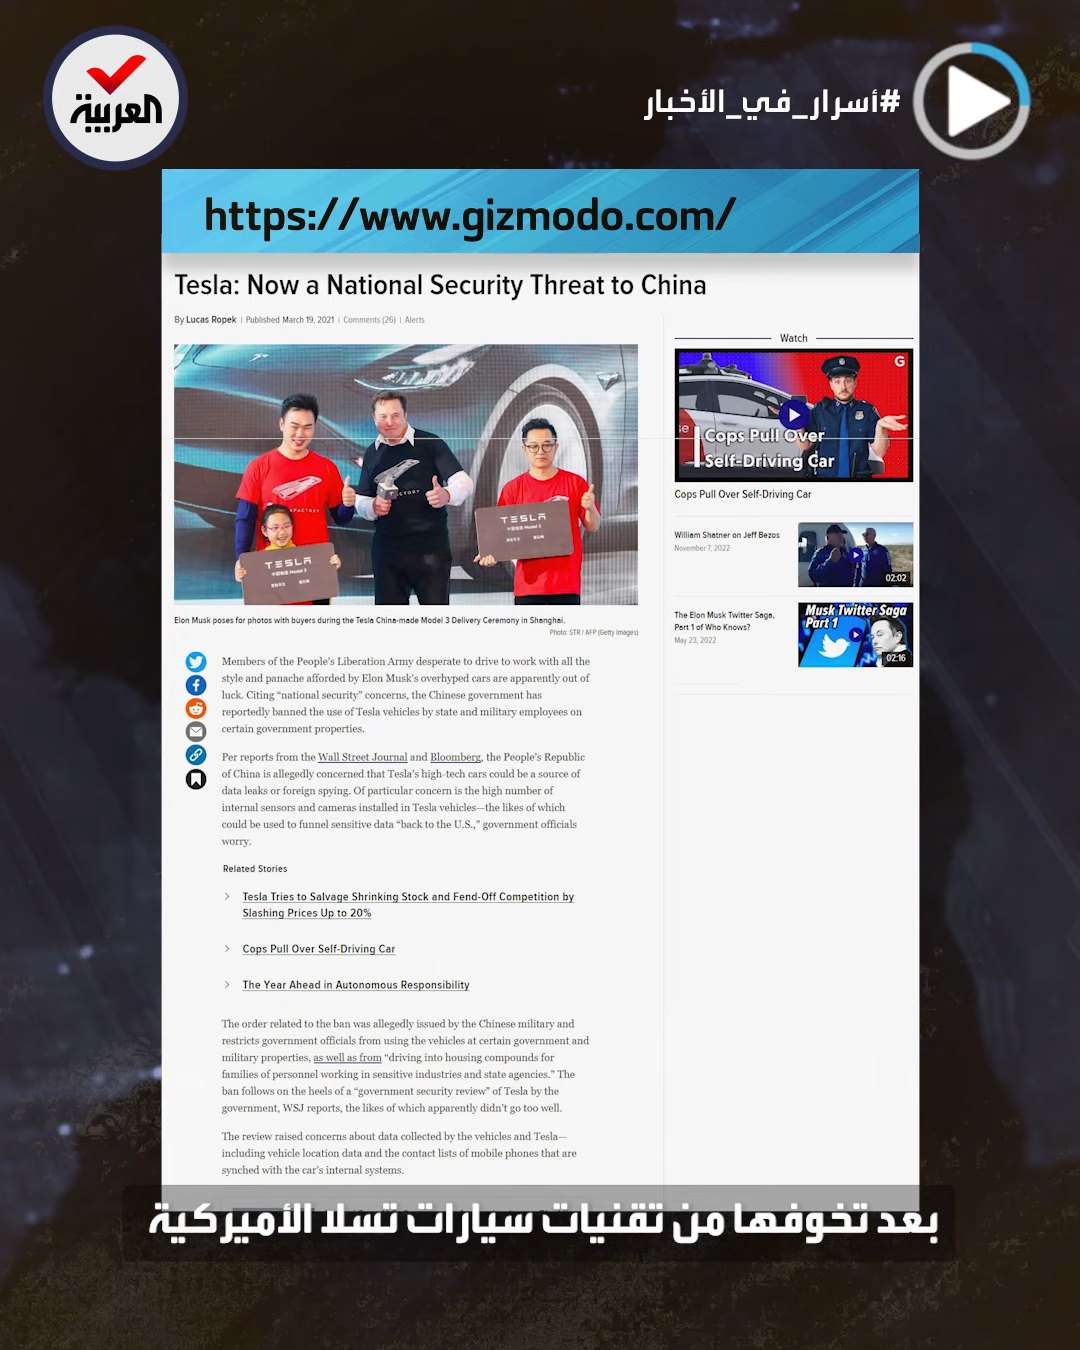 العربية
#أسرار_في_الأخبار
https://www.gizmodo.com/
Tesla: Now a National Security Threat to China
By Lucas Ropek | Published March 19, 2021 | Comments (26) | Alerts
TESLA
TESLA
Elon Musk poses for photos with buyers during the Tesla China-made Model 3 Delivery Ceremony in Shanghai.
Photo: STR / AFP (Getty Images)
Members of the People's Liberation Army desperate to drive to work with all the
style and panache afforded by Elon Musk's overhyped cars are apparently out of
luck. Citing “national security” concerns, the Chinese government has
reportedly banned the use of Tesla vehicles by state and military employees on
certain government properties.
Per reports from the Wall Street Journal and Bloomberg, the People's Republic
of China is allegedly concerned that Tesla's high-tech cars could be a source of
data leaks or foreign spying. Of particular concern is the high number of
internal sensors and cameras installed in Tesla vehicles—the likes of which
could be used to funnel sensitive data “back to the U.S.,” government officials
worry.
Related Stories
Tesla Tries to Salvage Shrinking Stock and Fend-Off Competition by
Slashing Prices Up to 20%
Cops Pull Over Self-Driving Car
The Year Ahead in Autonomous Responsibility
The order related to the ban was allegedly issued by the Chinese military and
restricts government officials from using the vehicles at certain government and
military properties, as well as from “driving into housing compounds for
families of personnel working in sensitive industries and state agencies.” The
ban follows on the heels of a “government security review” of Tesla by the
government, WSJ reports, the likes of which apparently didn't go too well.
The review raised concerns about data collected by the vehicles and Tesla—
including vehicle location data and the contact lists of mobile phones that are
synched with the car's internal systems.
Watch
G
Cops Pull Over
Self-Driving Car
Cops Pull Over Self-Driving Car
William Shatner on Jeff Bezos
November 7, 2022
02:02
The Elon Musk Twitter Saga,
Part 1 of Who Knows?
May 23, 2022
Musk Twitter Saga
Part 1
02:16
بعد تخوفها من تقنيات سيارات تسلا الأميركية